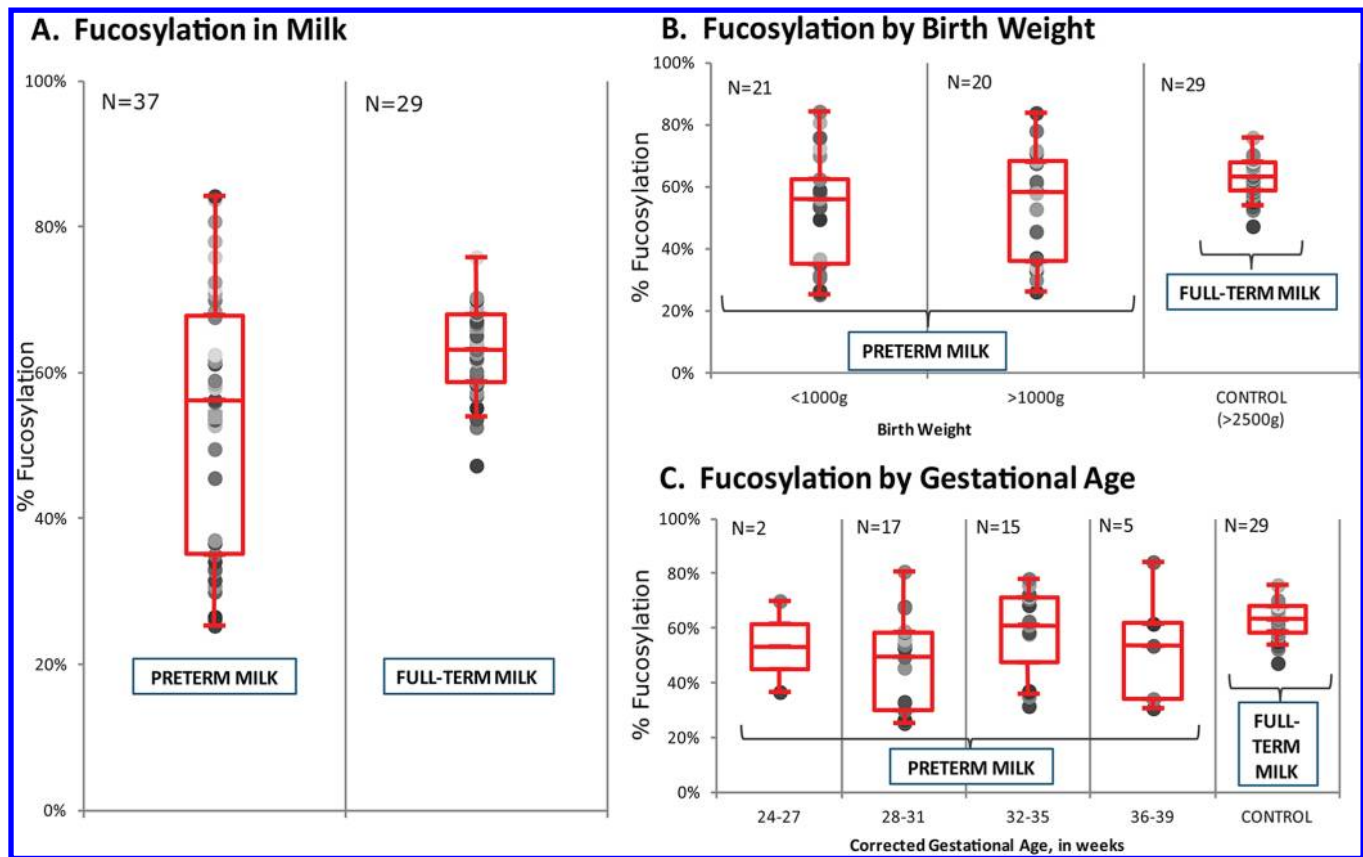 A. Fucosylation in Milk
% Fucosylation
100%
80%
60%
40%
20%
0%
N=37
N=29
PRETERM MILK
FULL-TERM MILK
B. Fucosylation by Birth Weight
% Fucosylation
100%
80%
60%
40%
20%
0%
N=21
N=20
N=29
PRETERM MILK
FULL-TERM MILK
<1000g
>1000g
CONTROL
(>2500g)
Birth Weight
C. Fucosylation by Gestational Age
% Fucosylation
100%
80%
60%
40%
20%
0%
N=2
N=17
N=15
N=5
N=29
PRETERM MILK
FULL-
TERM
MILK
24-27
28-31
32-35
36-39
CONTROL
Corrected Gestational Age, in weeks